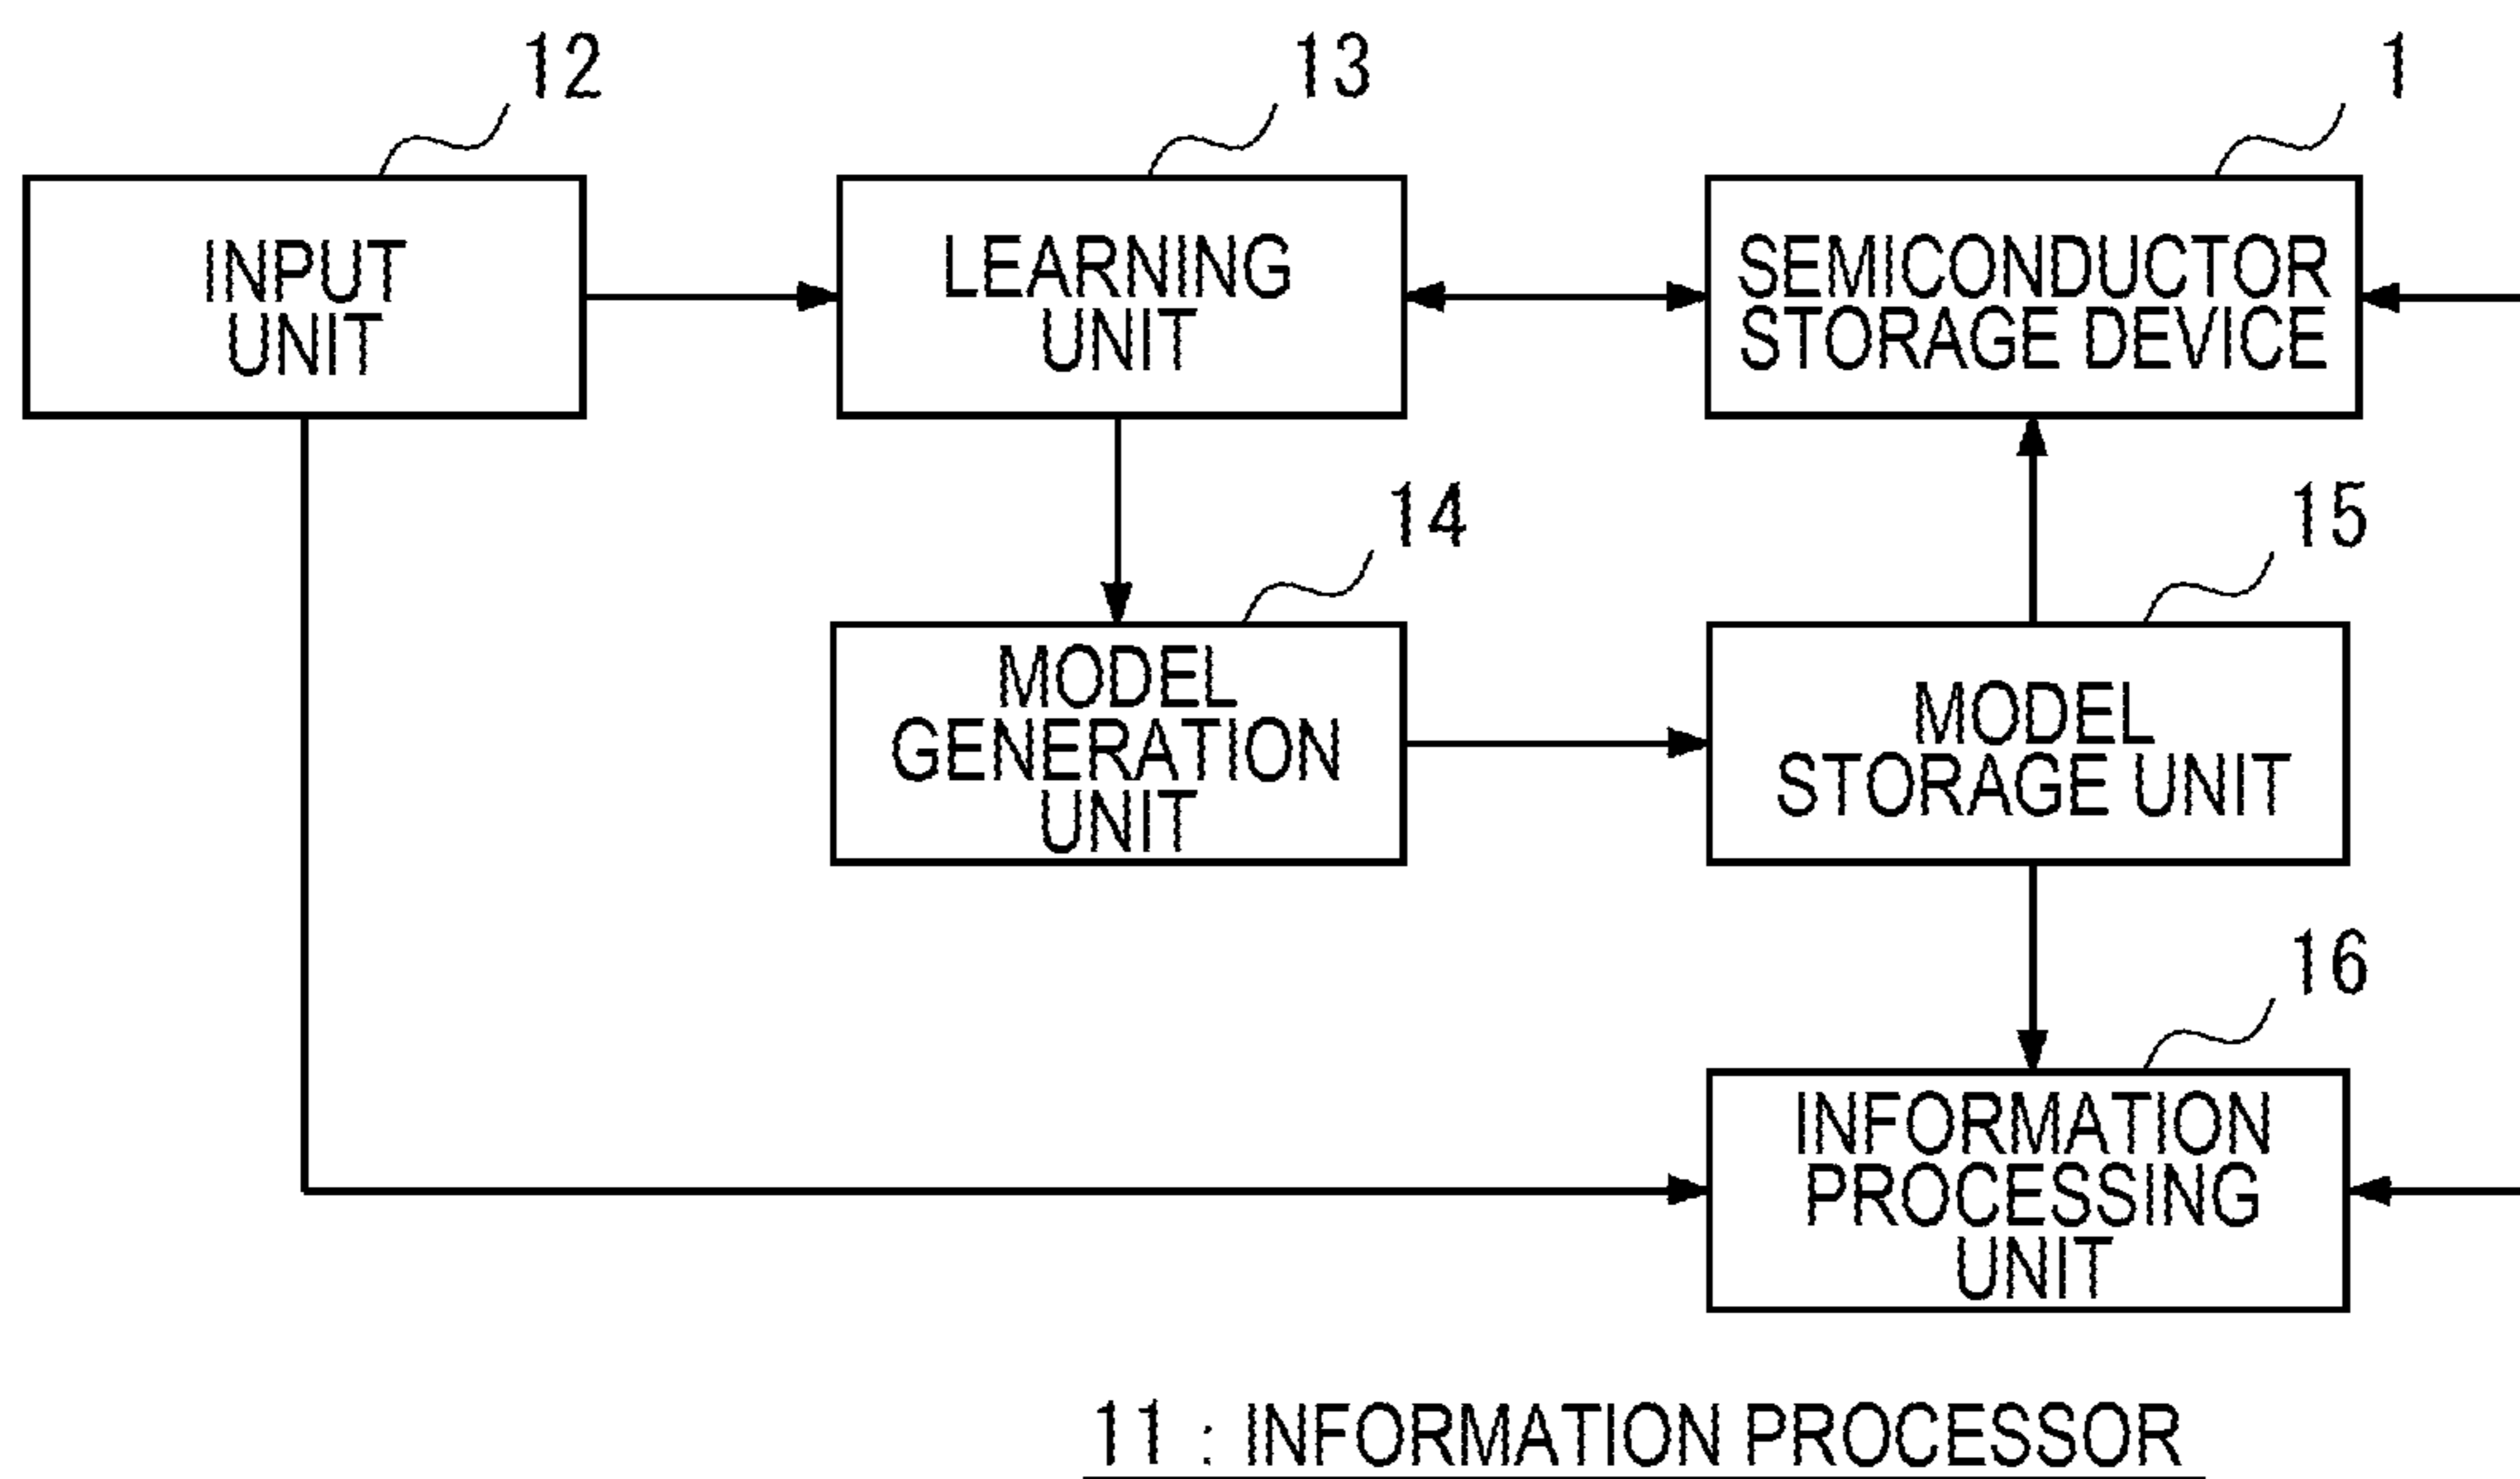 12
13
1
INPUT
UNIT
LEARNING
UNIT
SEMICONDUCTOR
STORAGE DEVICE
14
15
MODEL
GENERATION
UNIT
MODEL
STORAGE UNIT
16
INFORMATION
PROCESSING
UNIT
11 : INFORMATION PROCESSOR